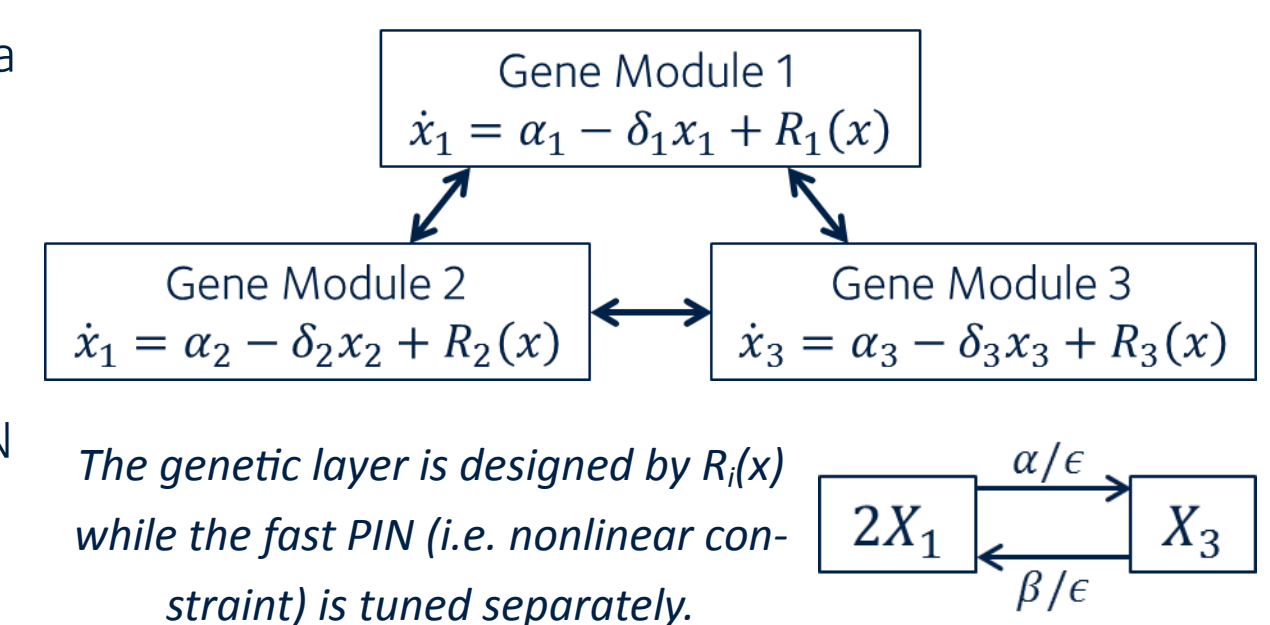 a
Gene Module 1
ẋ₁ = α₁ − δ₁x₁ + R₁(x)
Gene Module 2
ẋ₁ = α₂ − δ₂x₂ + R₂(x)
Gene Module 3
ẋ₃ = α₃ − δ₃x₃ + R₃(x)
N
The genetic layer is designed by Rᵢ(x)
while the fast PIN (i.e. nonlinear con-
straint) is tuned separately.
α/ϵ
2X₁
X₃
β/ϵ